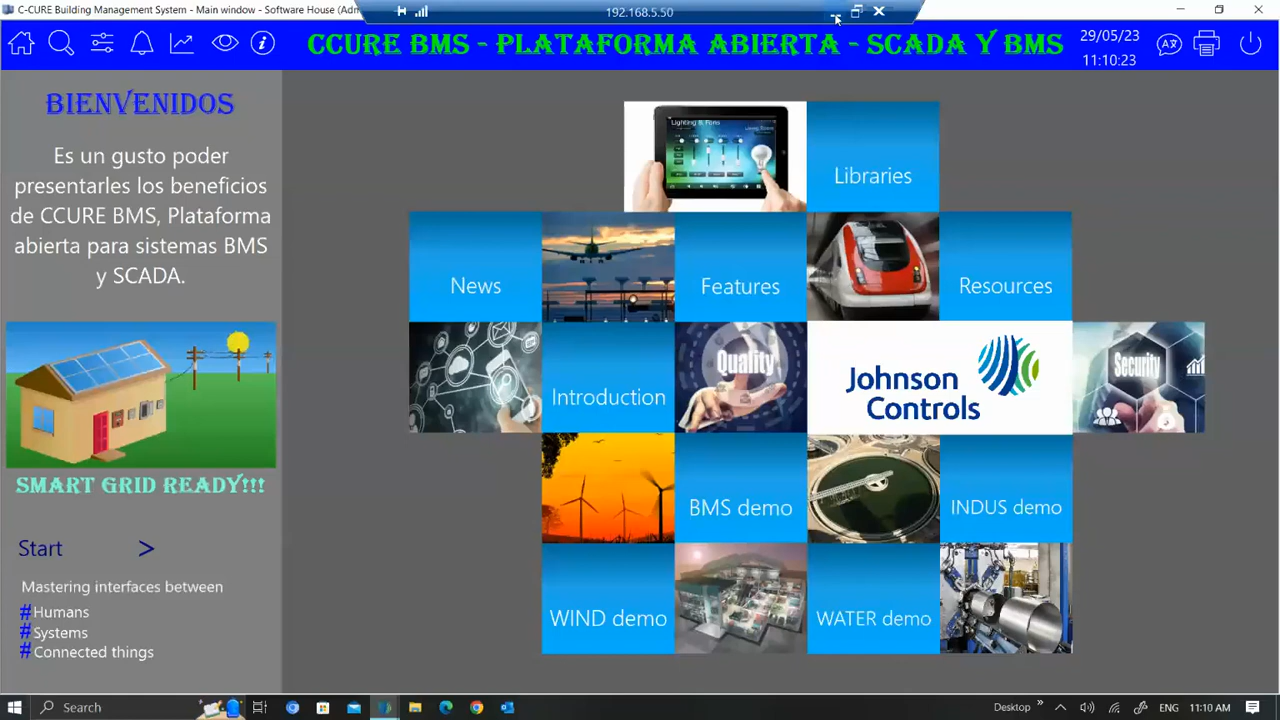 C-CURE Building Management System - Main window - Software House (Adm
192.168.5.50
CCURE BMS - PLATAFORMA ABIERTA - SCADA Y BMS
29/05/23
11:10:23
BIENVENIDOS
Es un gusto poder
presentarles los beneficios
de CCURE BMS, Plataforma
abierta para sistemas BMS
y SCADA.
SMART GRID READY!!!
Start >
Mastering interfaces between
#Humans
#Systems
#Connected things
Lighting & Fans
Libraries
News
Features
Resources
Introduction
Quality
Johnson
Controls
Security
BMS demo
INDUS demo
WIND demo
WATER demo
Search
Desktop
ENG
11:10 AM